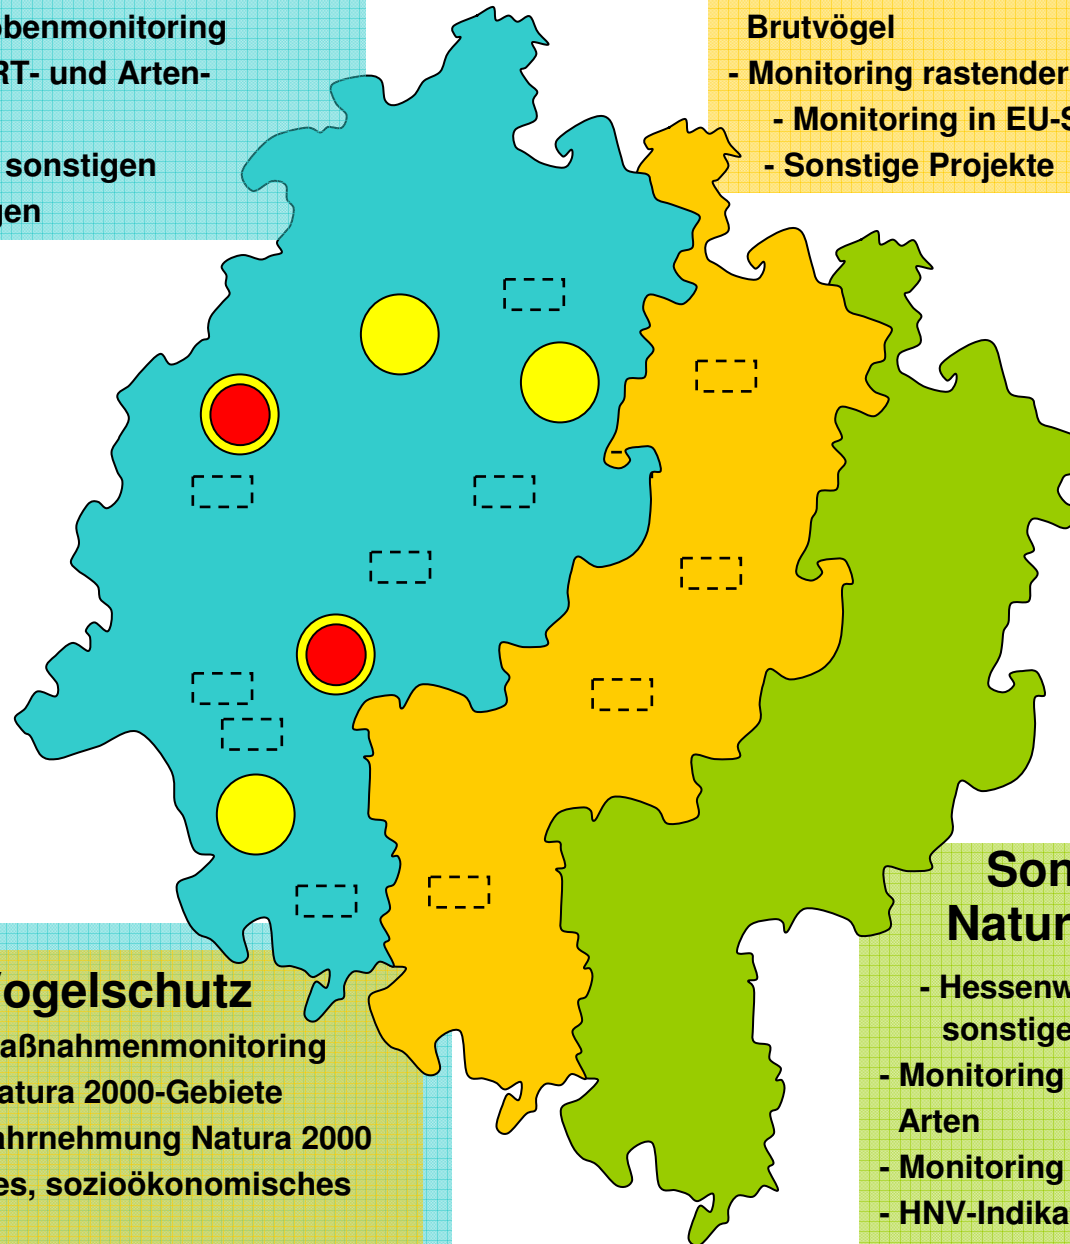 obenmonitoring
RT- und Arten-
sonstigen
gen
Brutvögel
- Monitoring rastender
- Monitoring in EU-S
- Sonstige Projekte
Vogelschutz
aßnahmenmonitoring
atura 2000-Gebiete
ahrnehmung Natura 2000
es, sozioökonomisches
Son
Natur
- Hessenw
sonstige
- Monitoring
Arten
- Monitoring
- HNV-Indika